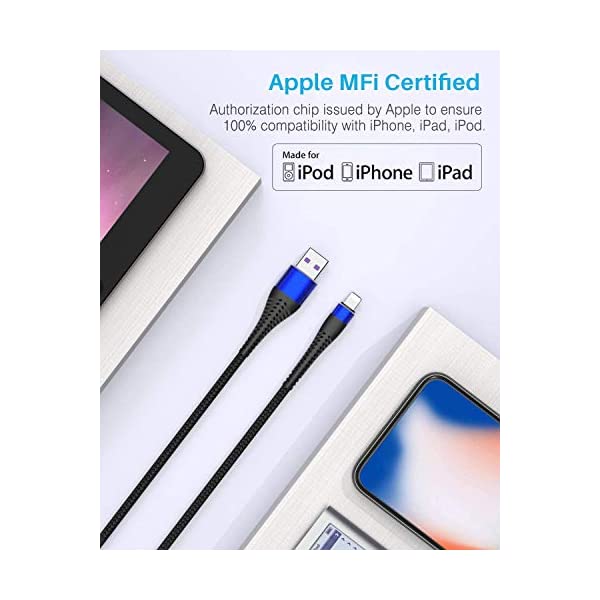 Apple MFi Certified
Authorization chip issued by Apple to ensure
100% compatibility with iPhone, iPad, iPod.
Made for
iPod iPhone iPad